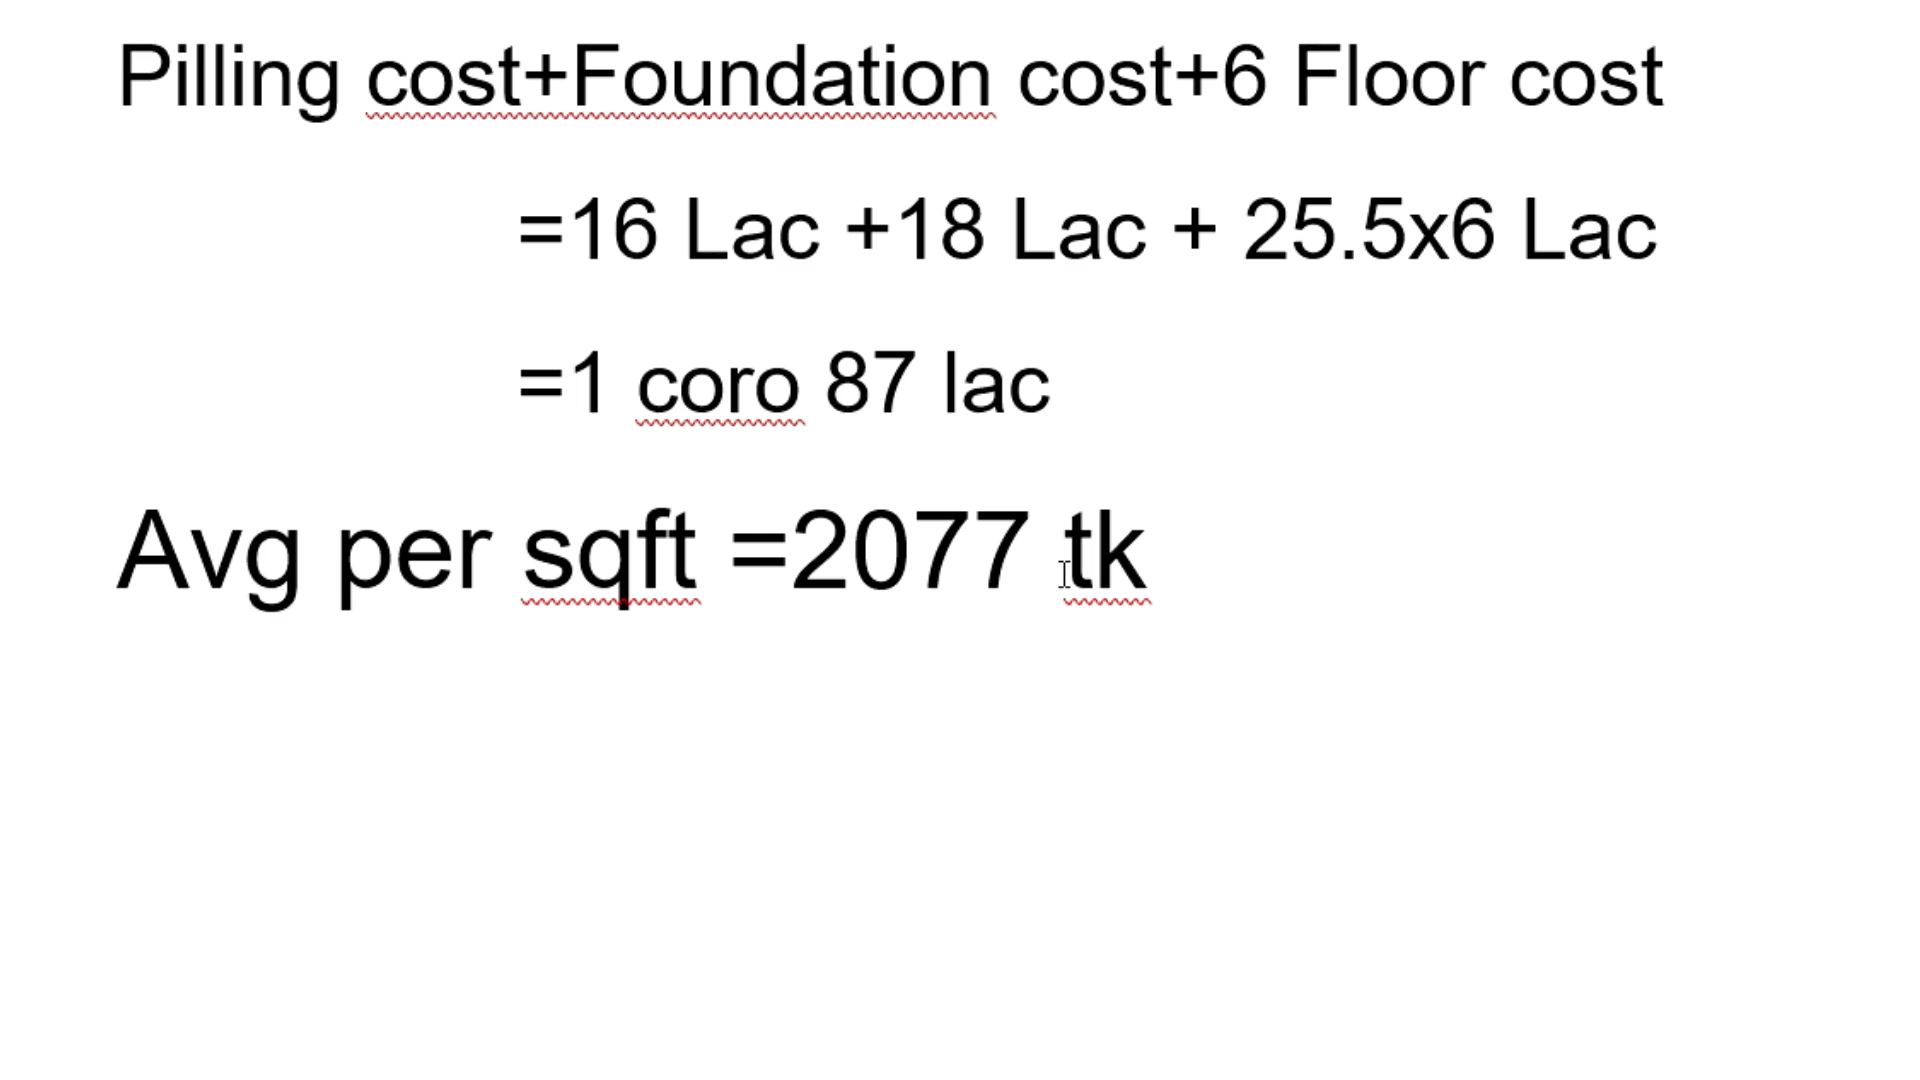 Pilling cost+Foundation cost+6 Floor cost
=16 Lac +18 Lac + 25.5x6 Lac
=1 coro 87 lac
Avg per sqft =2077 tk